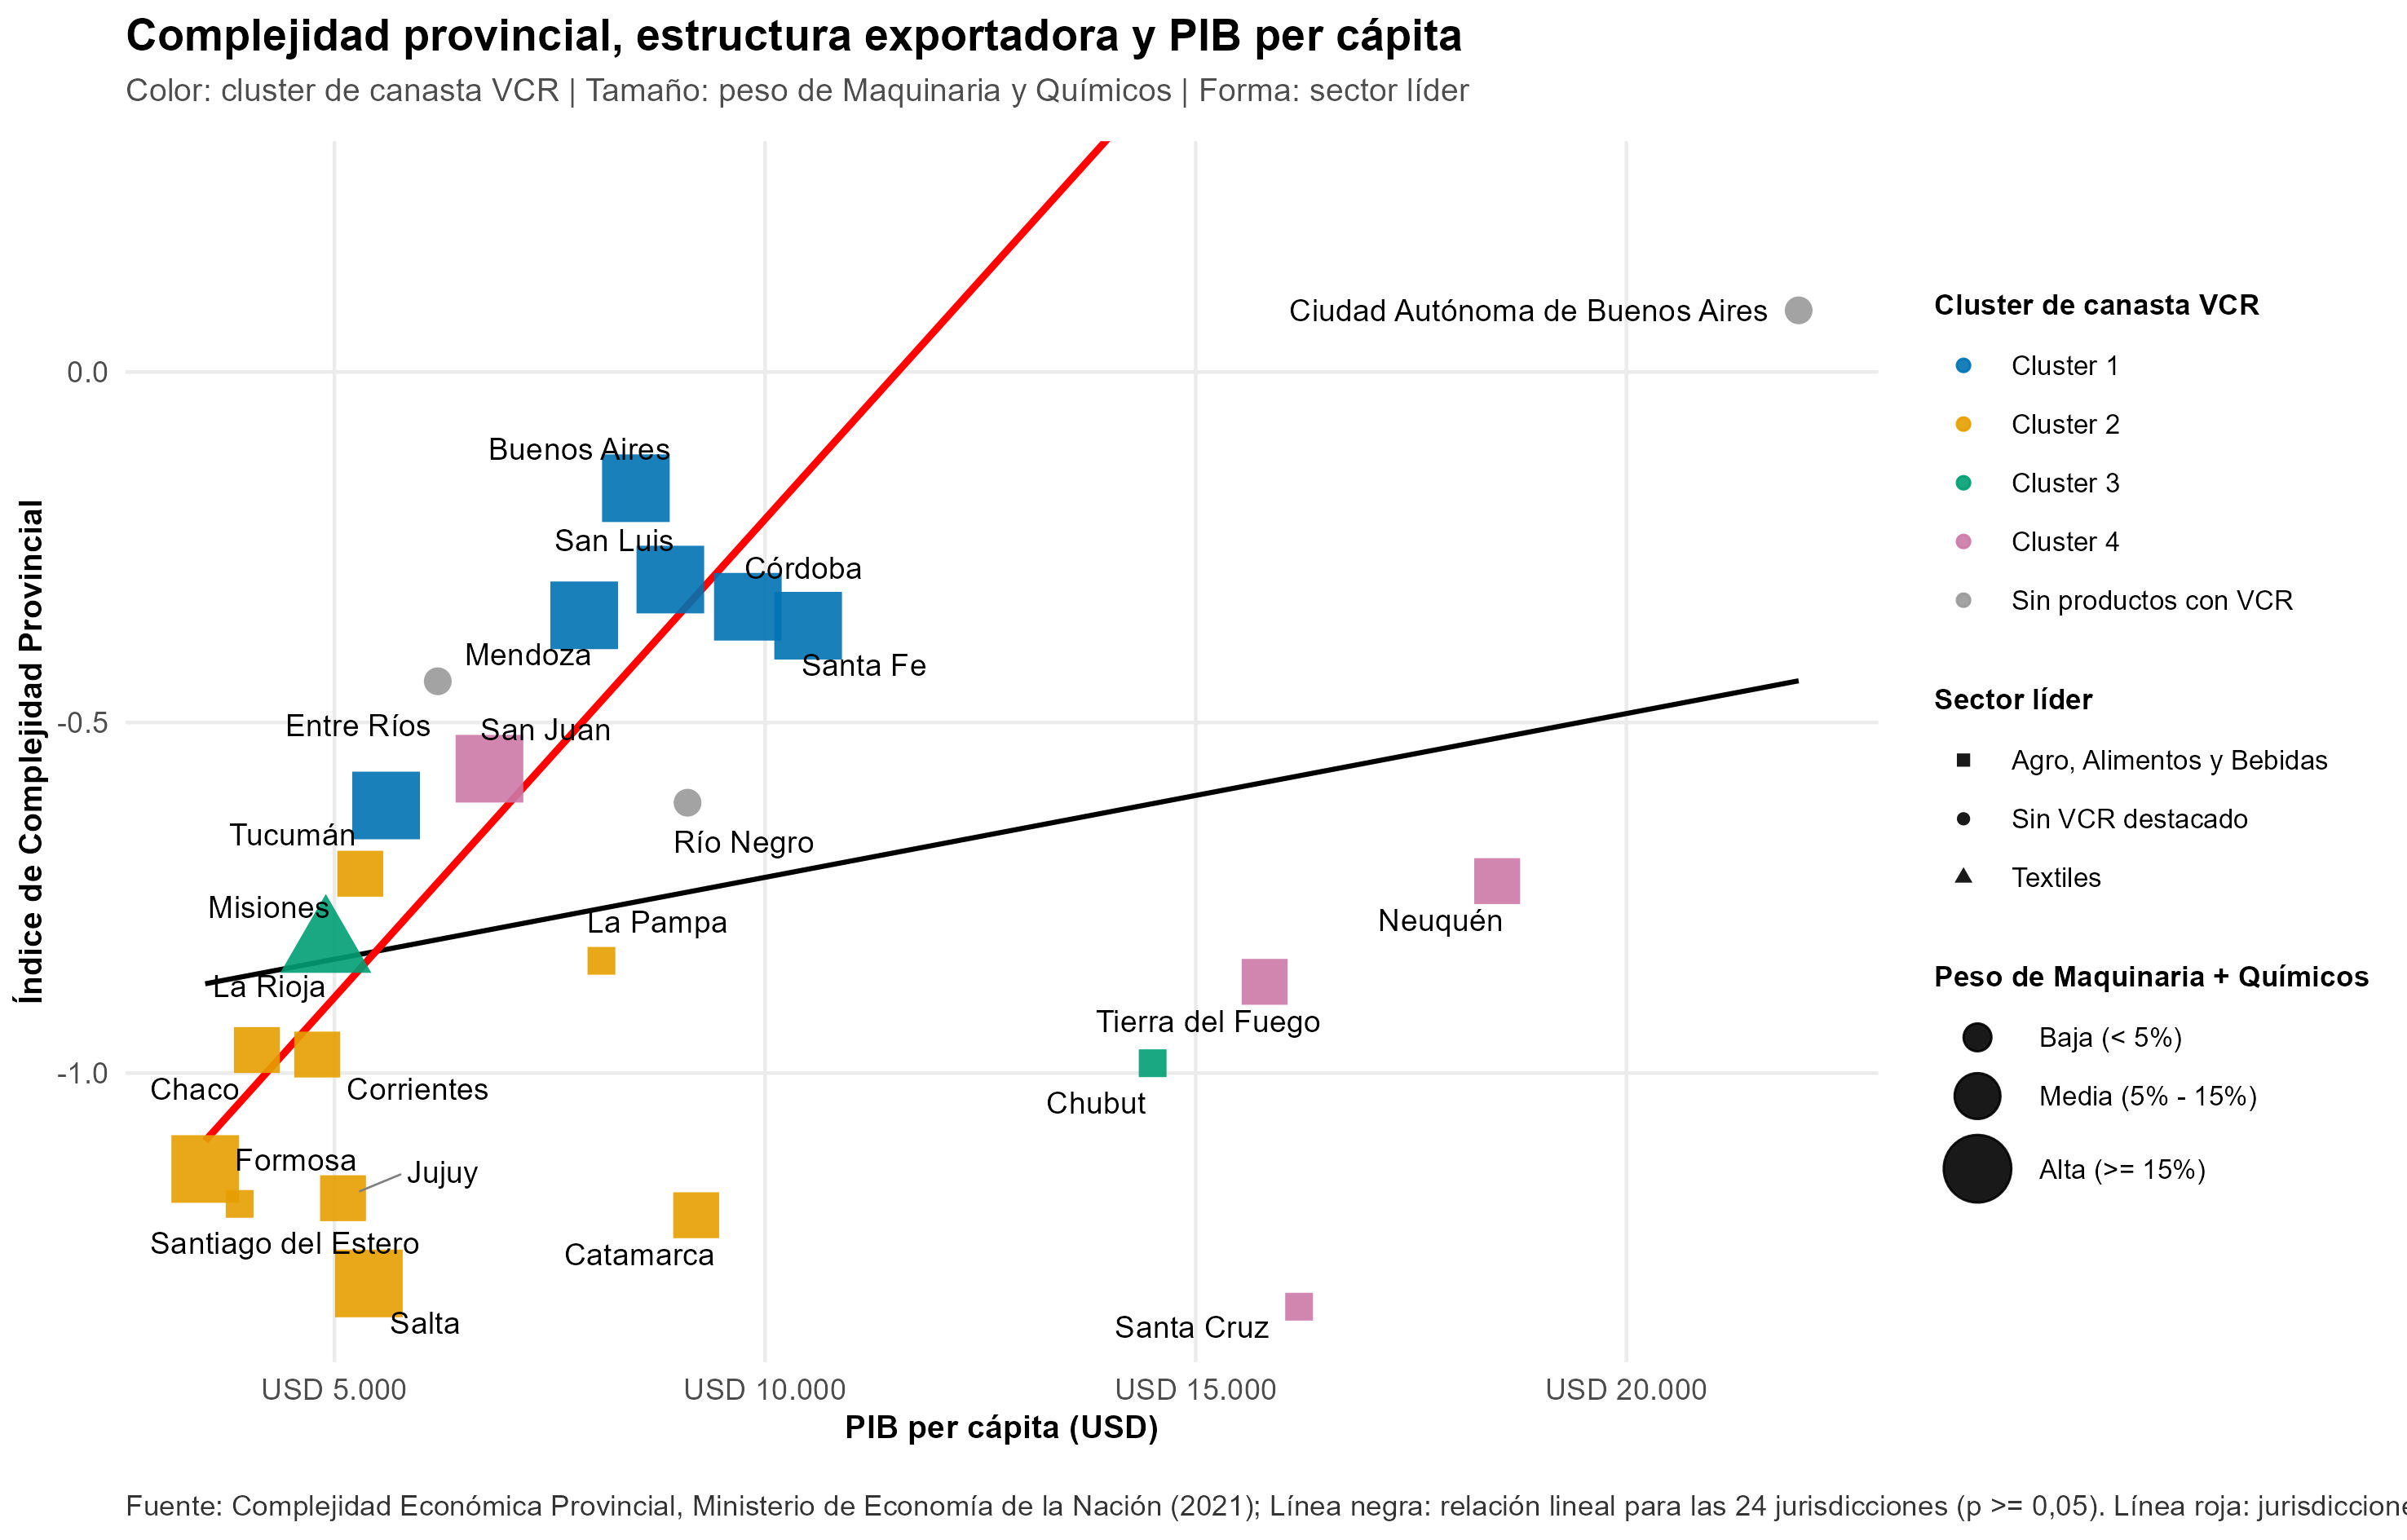 Complejidad provincial, estructura exportadora y PIB per cápita
Color: cluster de canasta VCR | Tamaño: peso de Maquinaria y Químicos | Forma: sector líder
Índice de Complejidad Provincial
0.0
-0.5
-1.0
Ciudad Autónoma de Buenos Aires
Buenos Aires
San Luis
Córdoba
Mendoza
Santa Fe
Entre Ríos
San Juan
Tucumán
Río Negro
Misiones
La Pampa
Neuquén
La Rioja
Tierra del Fuego
Chaco
Corrientes
Chubut
Formosa
Jujuy
Santiago del Estero
Catamarca
Salta
Santa Cruz
USD 5.000
USD 10.000
USD 15.000
USD 20.000
PIB per cápita (USD)
Cluster de canasta VCR
Cluster 1
Cluster 2
Cluster 3
Cluster 4
Sin productos con VCR
Sector líder
Agro, Alimentos y Bebidas
Sin VCR destacado
Textiles
Peso de Maquinaria + Químicos
Baja (< 5%)
Media (5% - 15%)
Alta (>= 15%)
Fuente: Complejidad Económica Provincial, Ministerio de Economía de la Nación (2021); Línea negra: relación lineal para las 24 jurisdicciones (p >= 0,05). Línea roja: